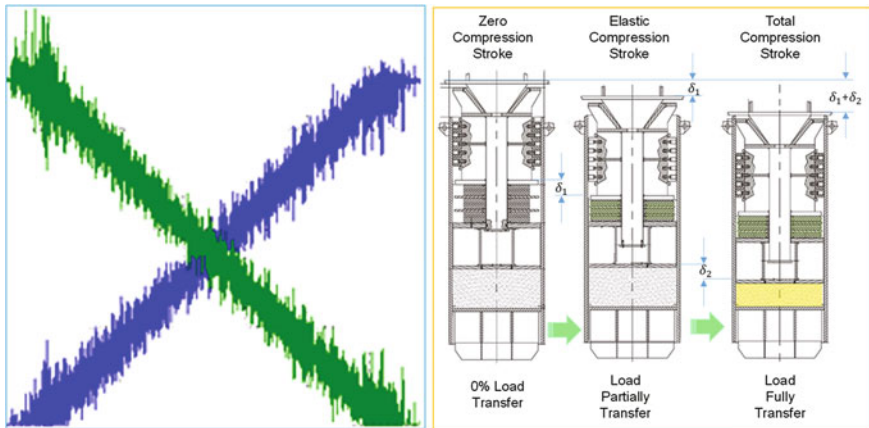 Zero
Compression
Stroke
Elastic
Compression
Stroke
Total
Compression
Stroke
δ₁
δ₁+δ₂
δ₁
δ₂
0% Load
Transfer
Load
Partially
Transfer
Load
Fully
Transfer